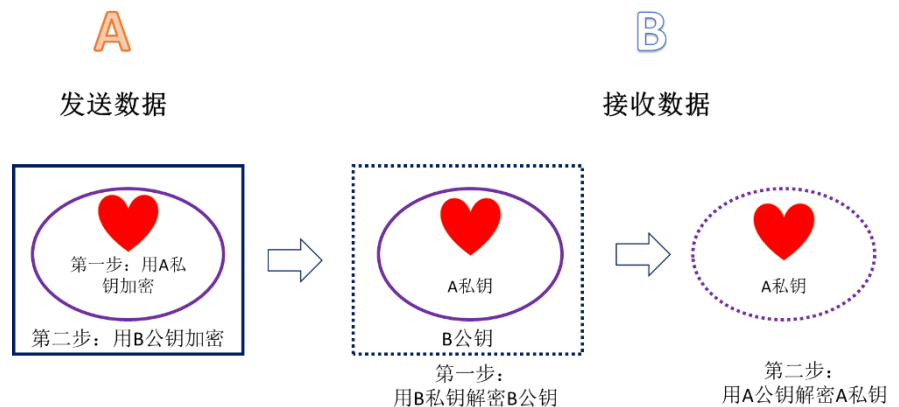 A
B
发送数据
接收数据
第一步：用A私
钥加密
第二步：用B公钥加密
A私钥
B公钥
第一步：
用B私钥解密B公钥
A私钥
第二步：
用A公钥解密A私钥